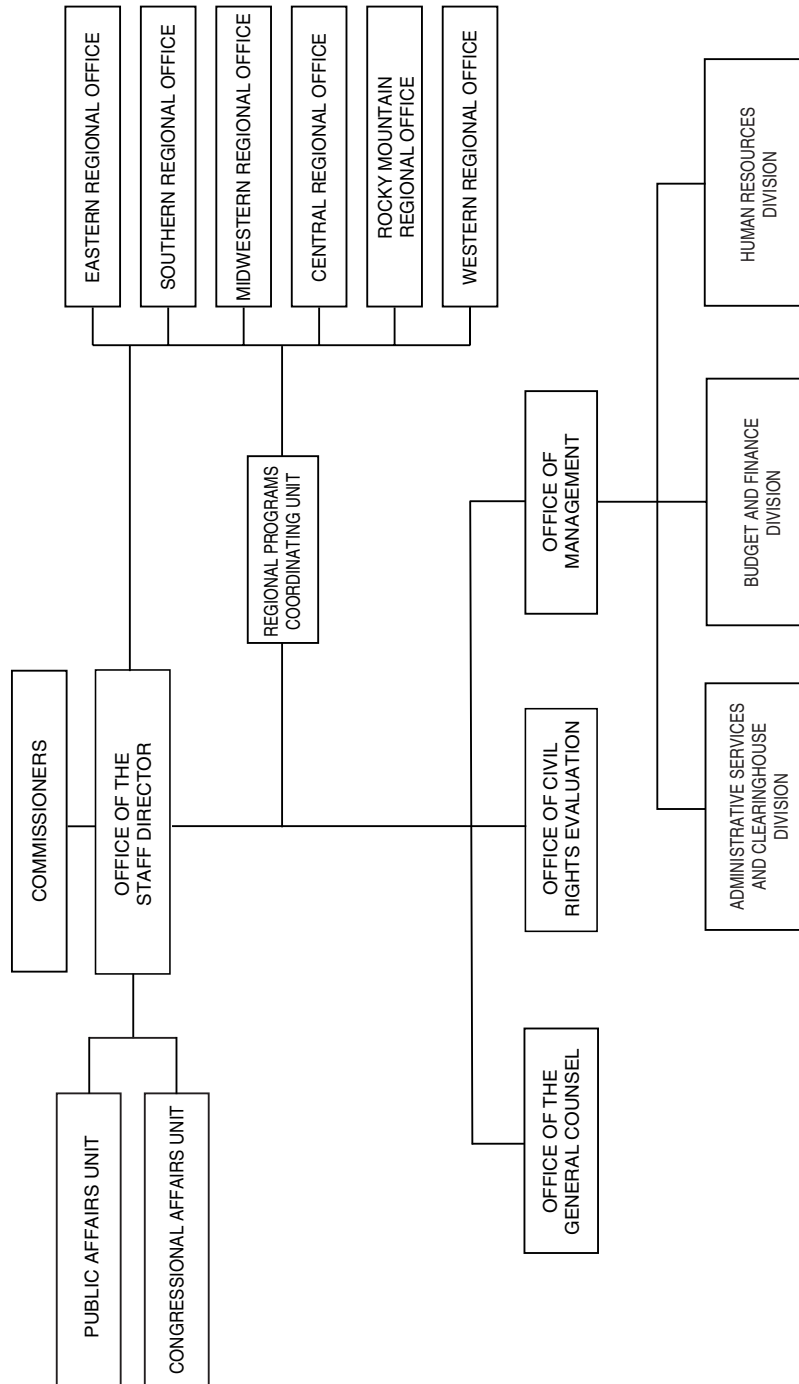 COMMISSIONERS
OFFICE OF THE
STAFF DIRECTOR
PUBLIC AFFAIRS UNIT
CONGRESSIONAL AFFAIRS UNIT
EASTERN REGIONAL OFFICE
SOUTHERN REGIONAL OFFICE
MIDWESTERN REGIONAL OFFICE
CENTRAL REGIONAL OFFICE
ROCKY MOUNTAIN
REGIONAL OFFICE
WESTERN REGIONAL OFFICE
REGIONAL PROGRAMS
COORDINATING UNIT
OFFICE OF THE
GENERAL COUNSEL
OFFICE OF CIVIL
RIGHTS EVALUATION
OFFICE OF
MANAGEMENT
ADMINISTRATIVE SERVICES
AND CLEARINGHOUSE
DIVISION
BUDGET AND FINANCE
DIVISION
HUMAN RESOURCES
DIVISION